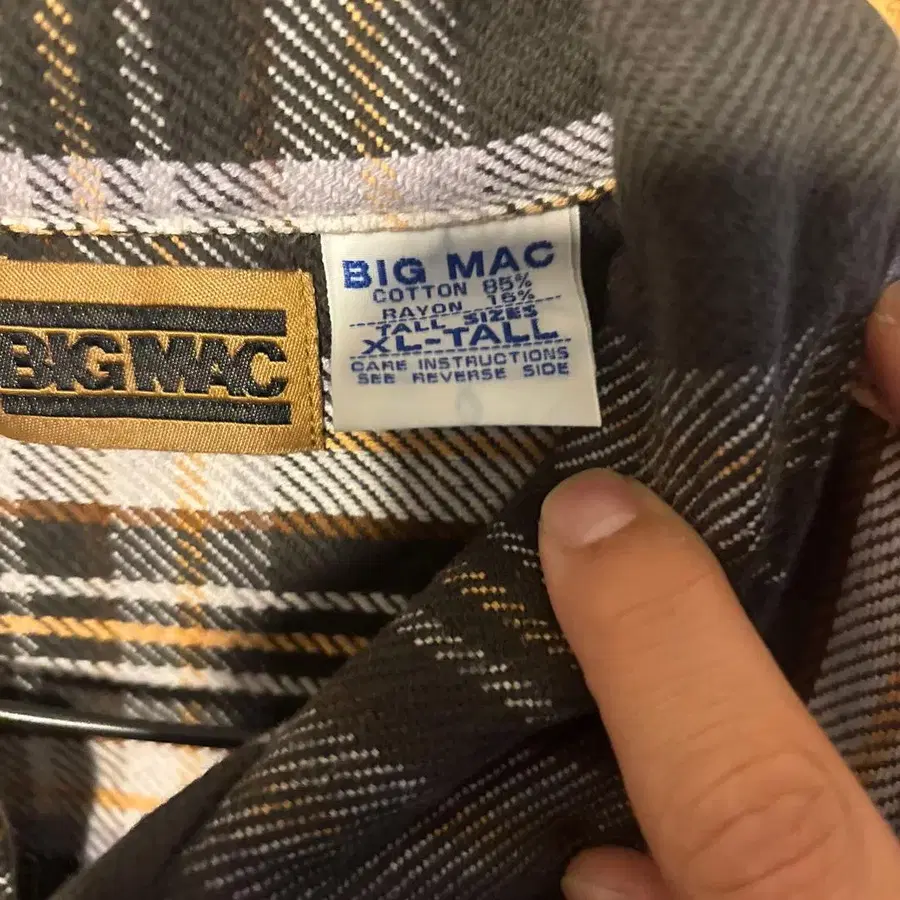 BIG MAC
BIG MAC
COTTON 85%
RAYON 15%
TALL SIZES
XL-TALL
CARE INSTRUCTIONS
SEE REVERSE SIDE